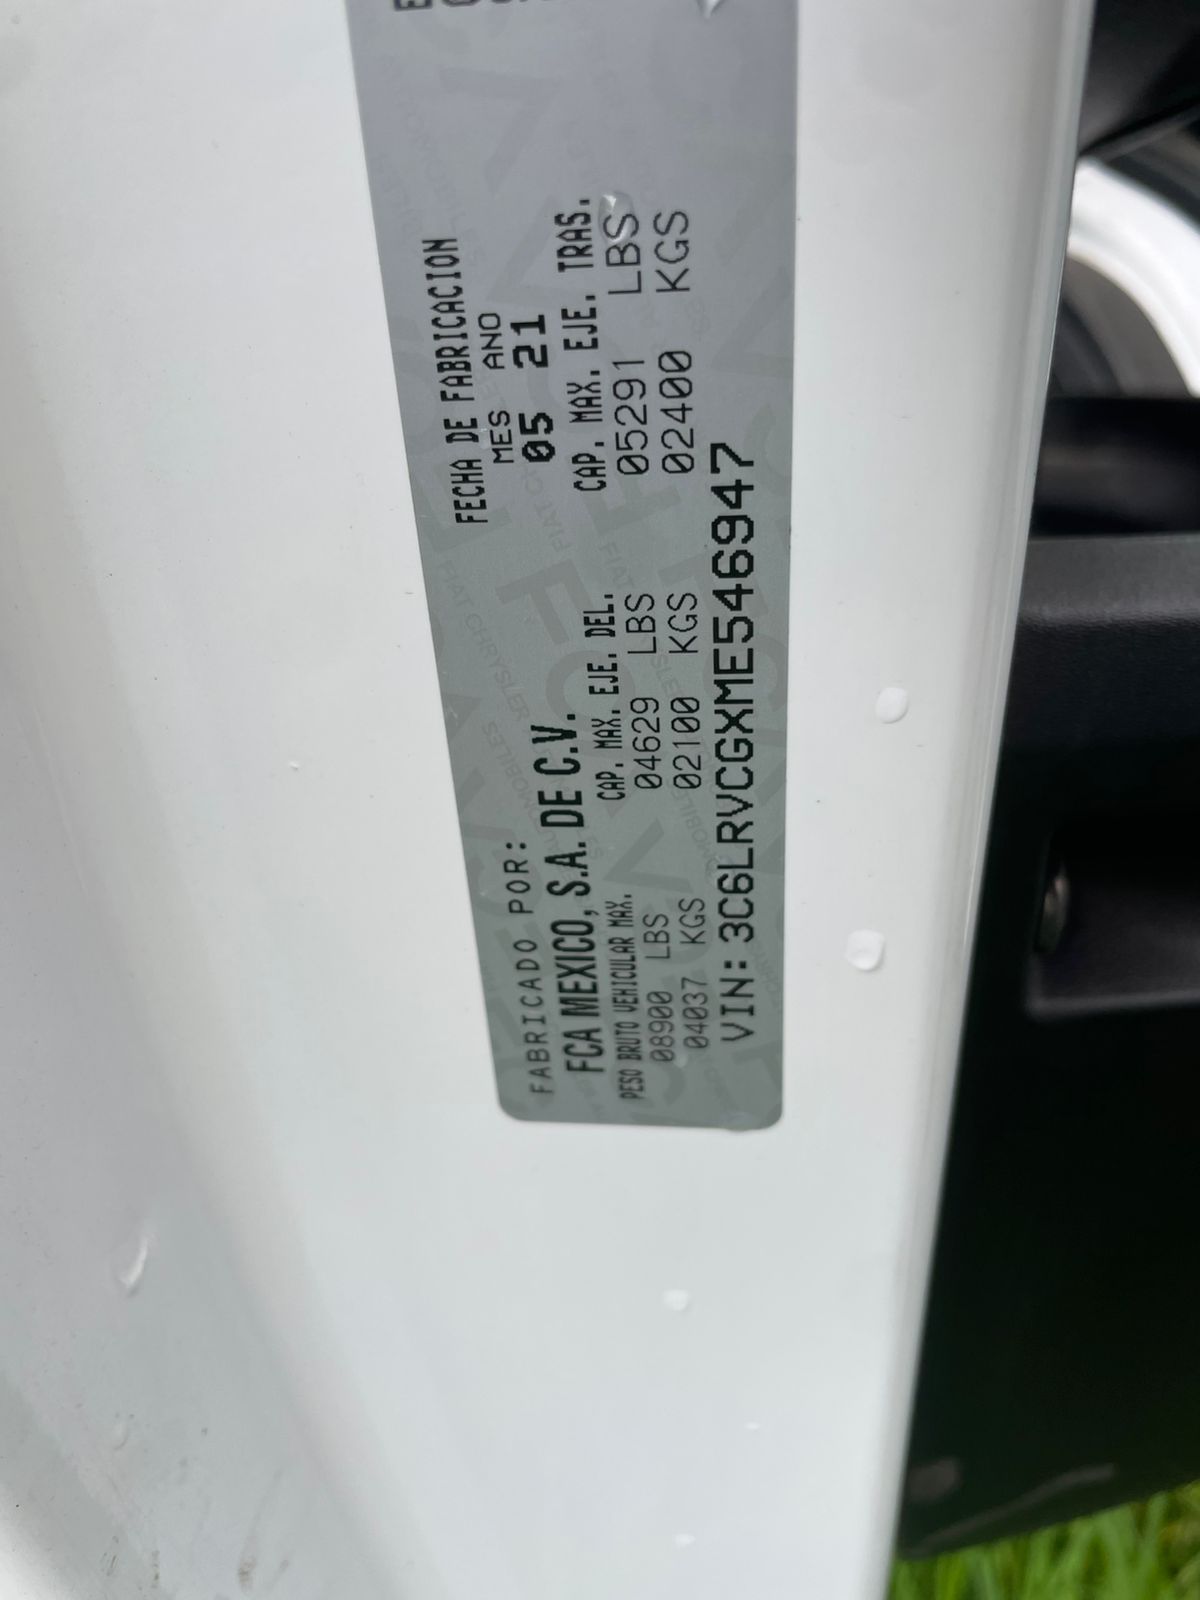 FABRICADO POR:
FECHA DE FABRICACION
MES ANO
FCA MEXICO, S.A. DE C.V.
05 21
PESO BRUTO VEHICULAR MAX.
CAP. MAX. EJE. DEL.
CAP. MAX. EJE. TRAS.
08900 LBS
04629 LBS
05291 LBS
04037 KGS
02100 KGS
02400 KGS
VIN: 3C6LRVCGXME546947